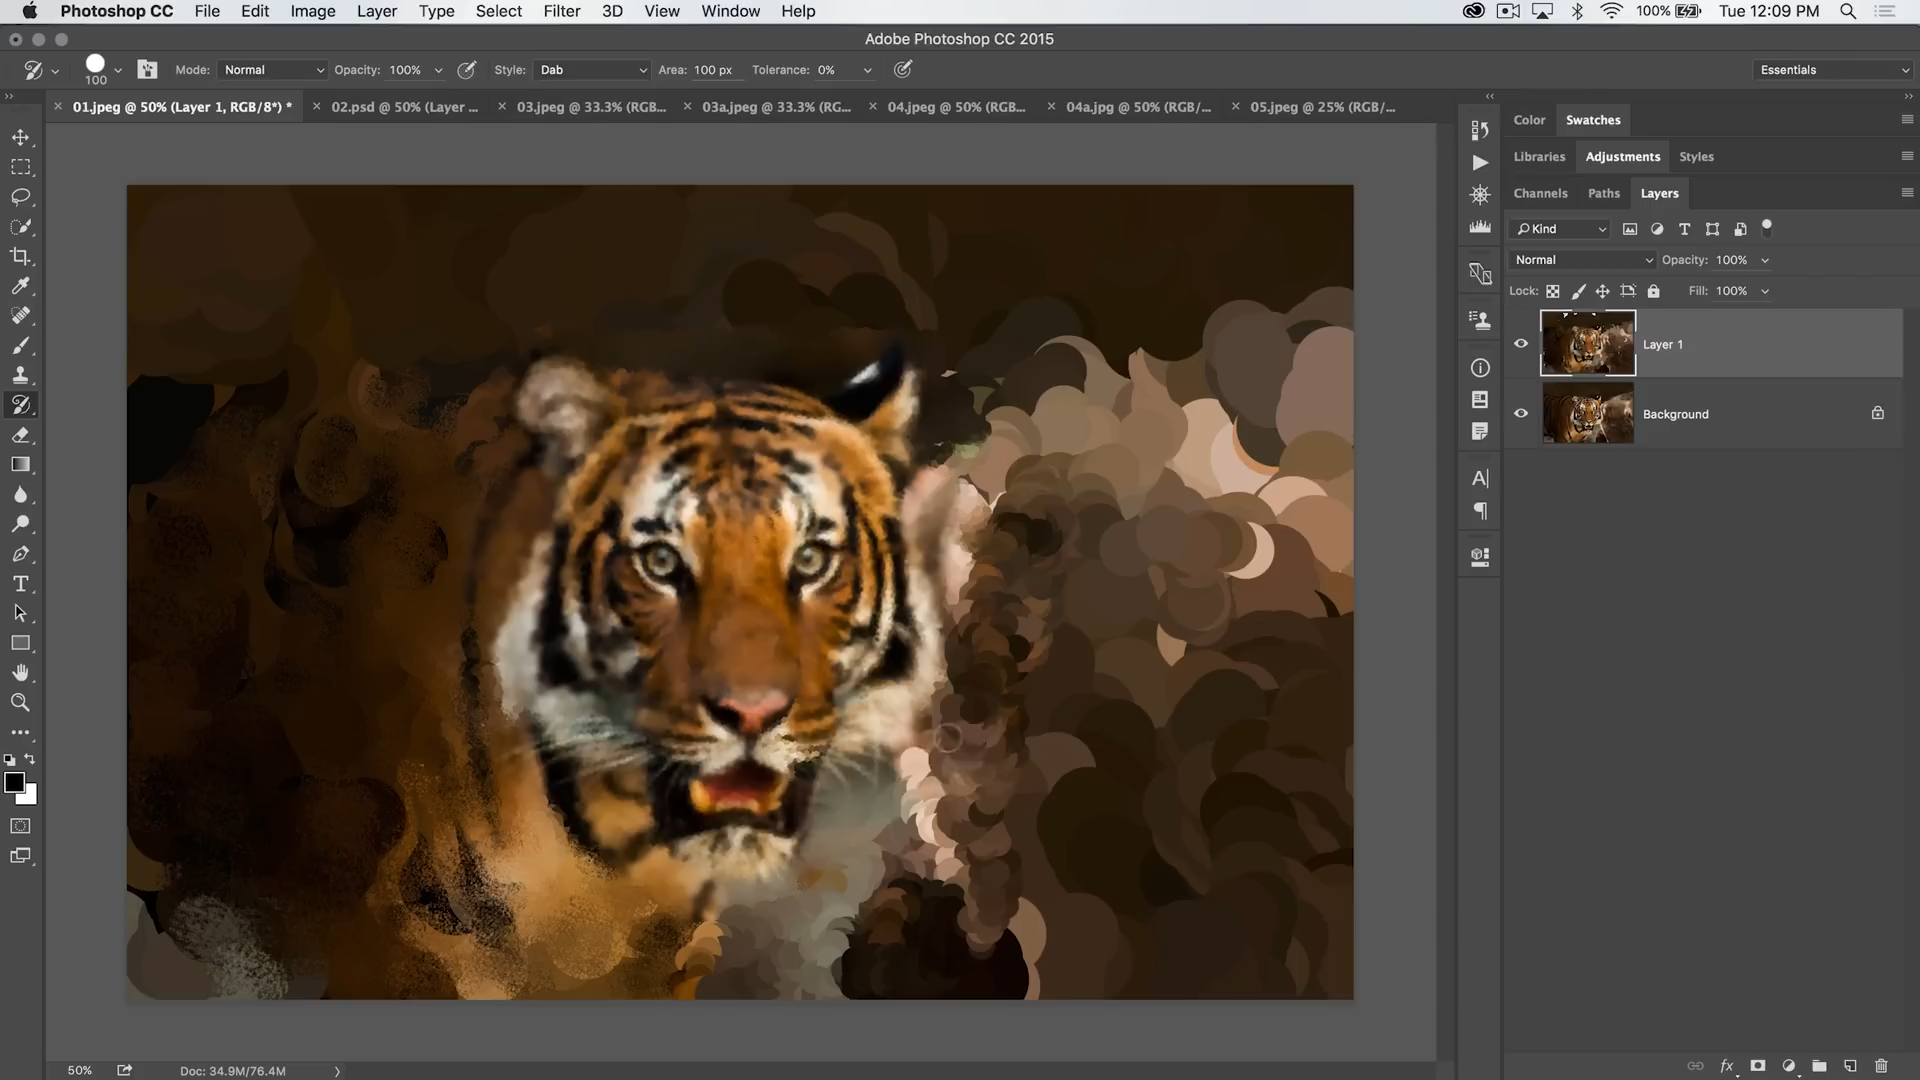 Photoshop CC File Edit Image Layer Type Select Filter 3D View Window Help 100% Tue 12:09 PM
Adobe Photoshop CC 2015
100 Mode: Normal Opacity: 100% Style: Dab Area: 100 px Tolerance: 0% Essentials
01.jpeg @ 50% (Layer 1, RGB/8*) * 02.psd @ 50% (Layer ... 03.jpeg @ 33.3% (RGB... 03a.jpeg @ 33.3% (RG... 04.jpeg @ 50% (RGB... 04a.jpg @ 50% (RGB/... 05.jpeg @ 25% (RGB/...
Color Swatches
Libraries Adjustments Styles
Channels Paths Layers
Kind
Normal Opacity: 100%
Lock: Fill: 100%
Layer 1
Background
50% Doc: 34.9M/76.4M